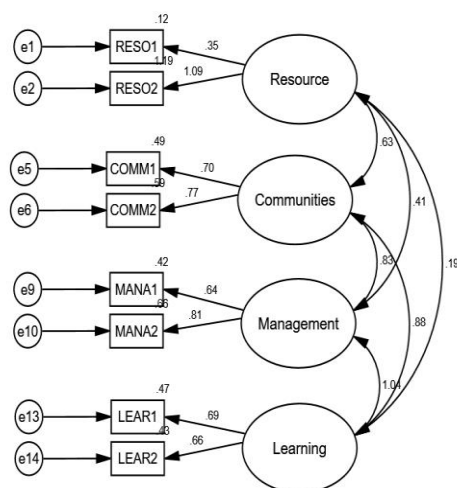 .12
e1 RESO1 .35
1.19 Resource
e2 RESO2 1.09
.63
.49
e5 COMM1 .70
.59 Communities .41
e6 COMM2 .77
.83 .19
.42
e9 MANA1 .64
.66 Management .88
e10 MANA2 .81
1.04
.47
e13 LEAR1 .69
.43 Learning
e14 LEAR2 .66